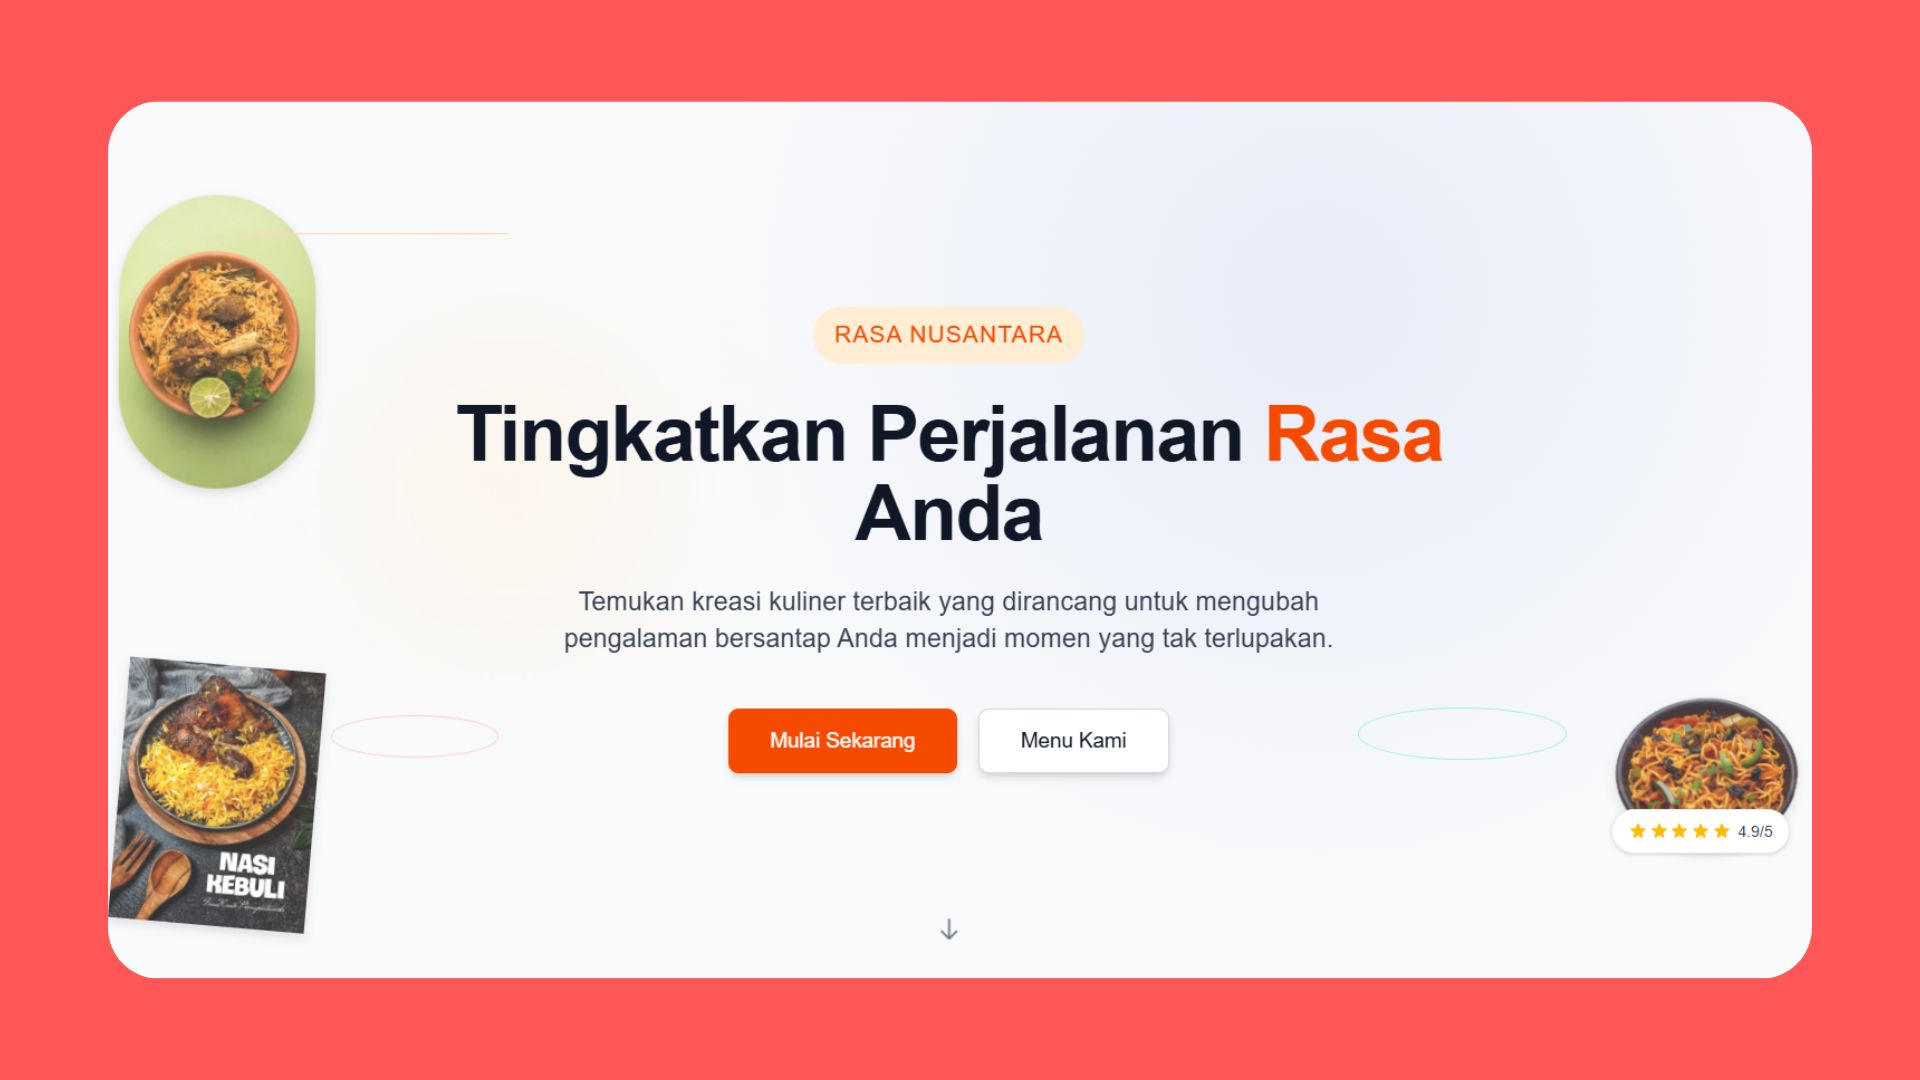 RASA NUSANTARA
Tingkatkan Perjalanan Rasa
Anda
Temukan kreasi kuliner terbaik yang dirancang untuk mengubah
pengalaman bersantap Anda menjadi momen yang tak terlupakan.
Mulai Sekarang
Menu Kami
NASI
KEBULI
4.9/5